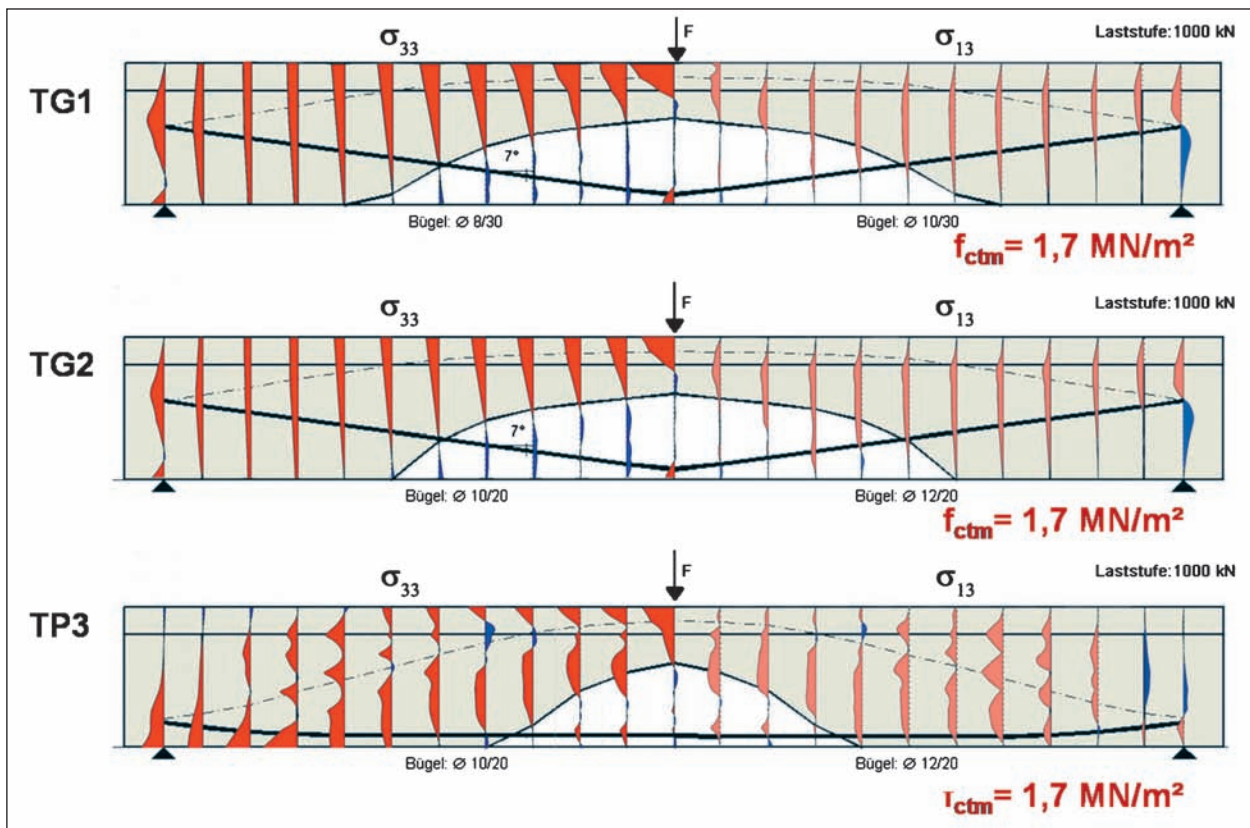 σ33
F
σ13
Laststufe: 1000 kN
TG1
7°
Bügel: Ø 8/30
Bügel: Ø 10/30
fctm= 1,7 MN/m²
σ33
F
σ13
Laststufe: 1000 kN
TG2
7°
Bügel: Ø 10/20
Bügel: Ø 12/20
fctm= 1,7 MN/m²
σ33
F
σ13
Laststufe: 1000 kN
TP3
Bügel: Ø 10/20
Bügel: Ø 12/20
τctm= 1,7 MN/m²